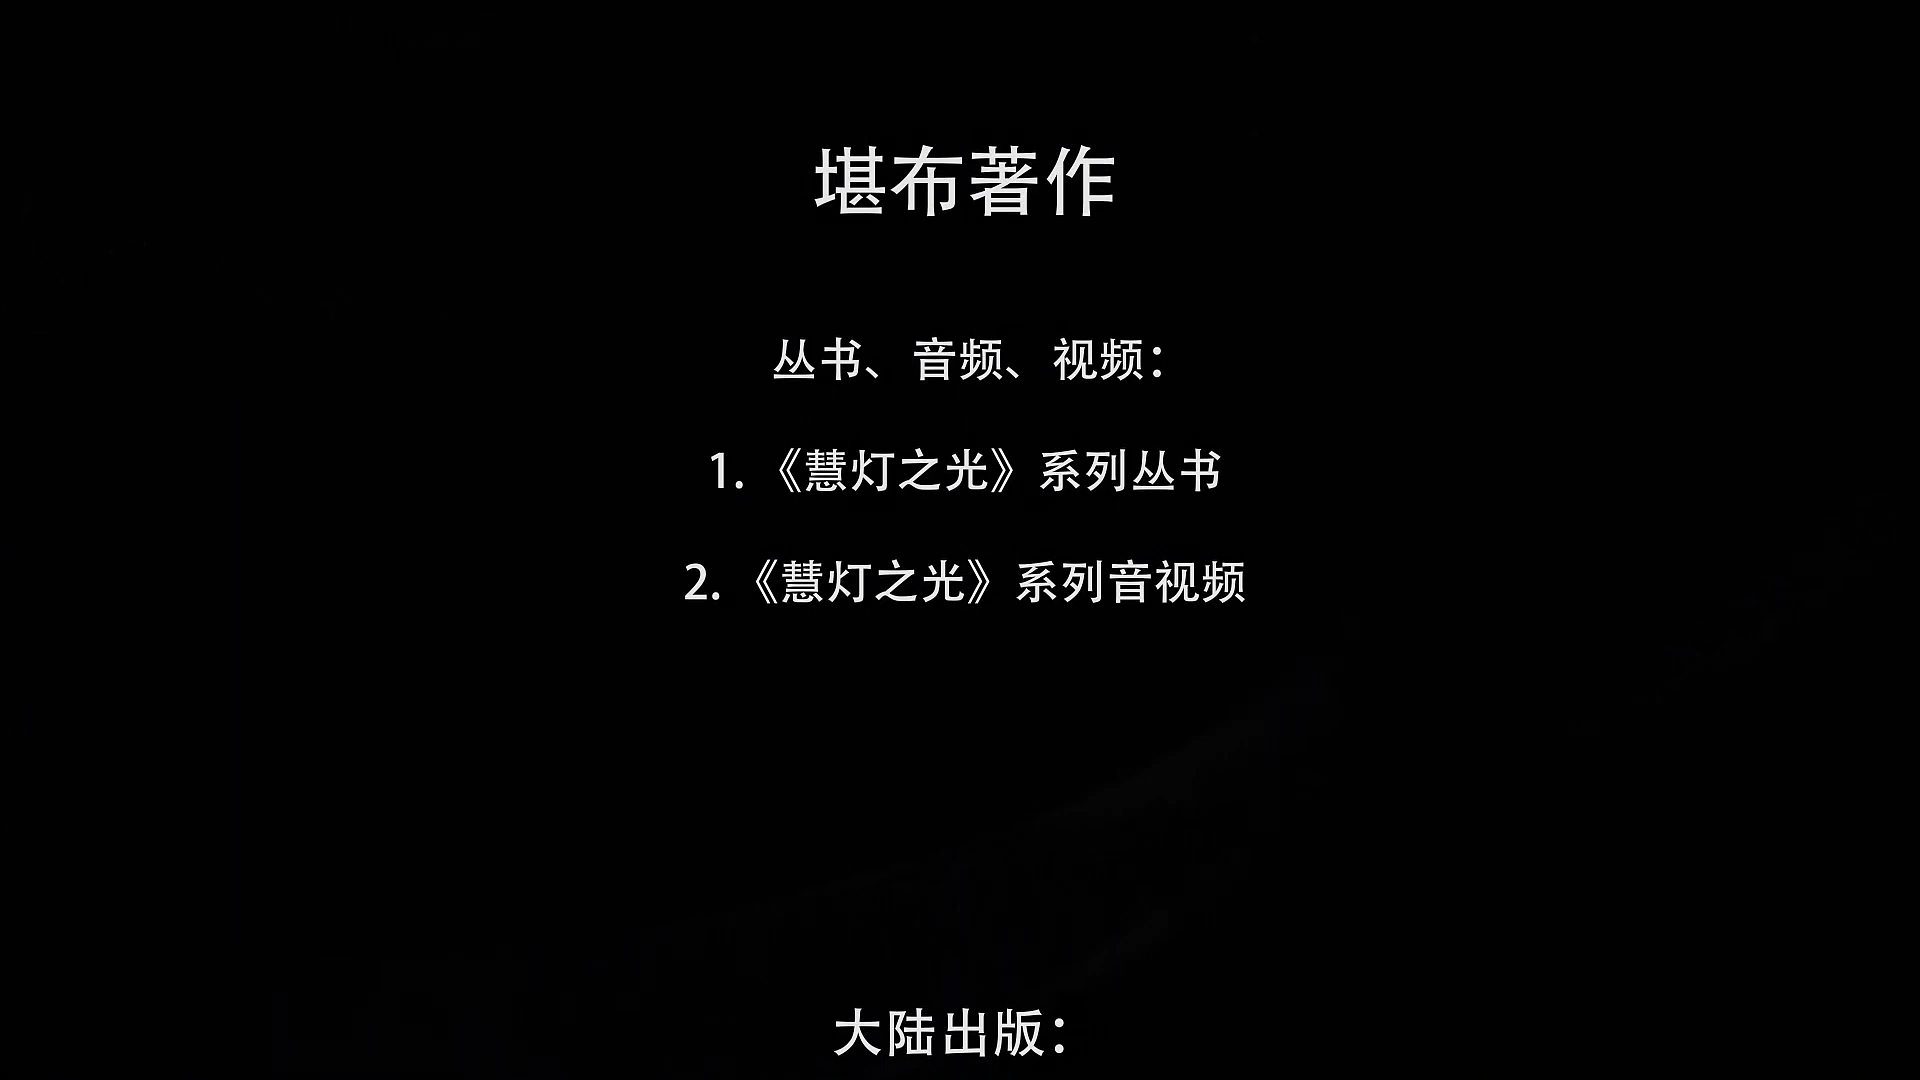 堪布著作
丛书、音频、视频：
1.《慧灯之光》系列丛书
2.《慧灯之光》系列音视频
大陆出版：